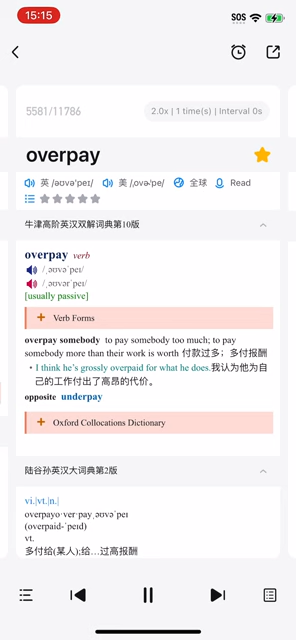 15:15
SOS
5581/11786
2.0x | 1 time(s) | Interval 0s
overpay
英 /əʊvə'peɪ/ 美 /ˌovɚ'pe/ 全球 Read
牛津高阶英汉双解词典第10版
overpay verb
/ˌəʊvəˈpeɪ/
/ˌəʊvərˈpeɪ/
[usually passive]
+ Verb Forms
overpay somebody to pay somebody too much; to pay
somebody more than their work is worth 付款过多；多付报酬
• I think he's grossly overpaid for what he does.我认为他为自
己的工作付出了高昂的代价。
opposite underpay
+ Oxford Collocations Dictionary
陆谷孙英汉大词典第2版
vi.|vt.|n.|
overpayo·ver·pay ˌəʊvəˈpeɪ
(overpaid-ˈpeɪd)
vt.
多付给(某人);给…过高报酬